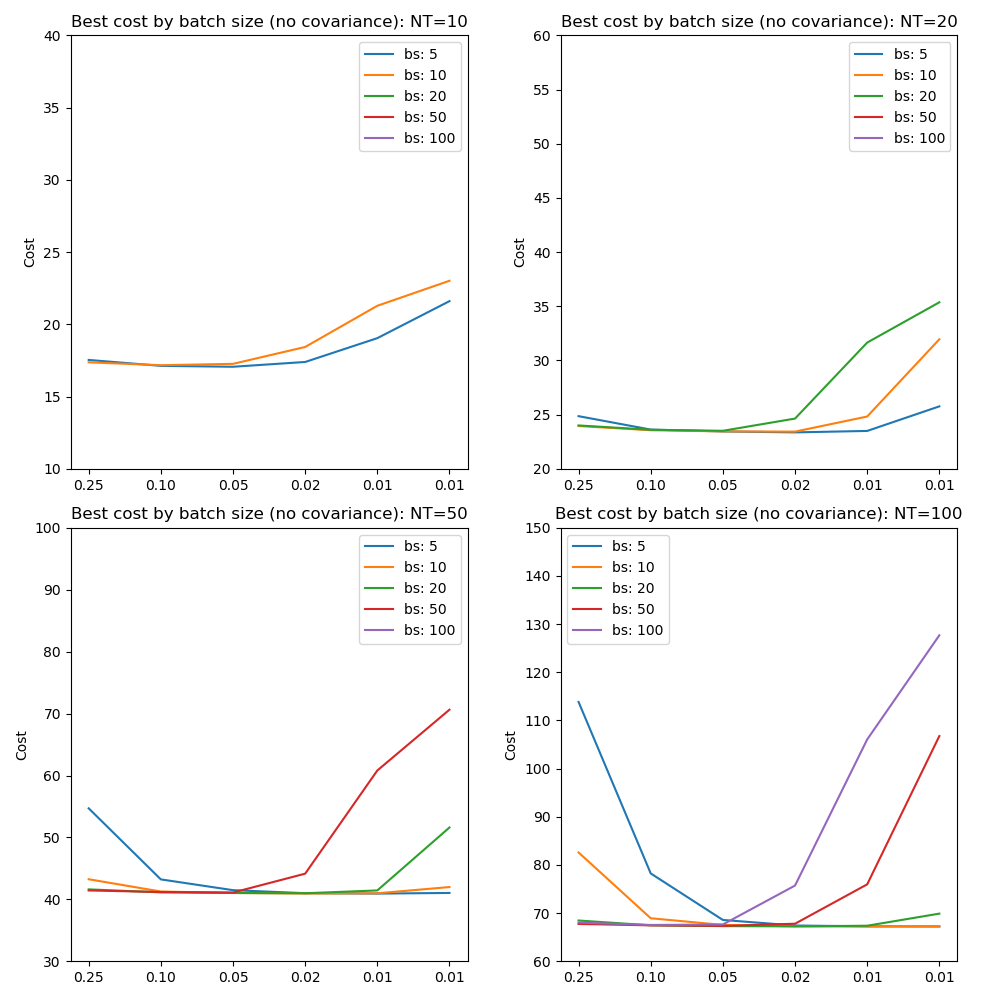 Best cost by batch size (no covariance): NT=10
40
35
30
25
20
15
10
Cost
0.25 0.10 0.05 0.02 0.01 0.01
bs: 5
bs: 10
bs: 20
bs: 50
bs: 100
Best cost by batch size (no covariance): NT=20
60
55
50
45
40
35
30
25
20
Cost
0.25 0.10 0.05 0.02 0.01 0.01
bs: 5
bs: 10
bs: 20
bs: 50
bs: 100
Best cost by batch size (no covariance): NT=50
100
90
80
70
60
50
40
30
Cost
0.25 0.10 0.05 0.02 0.01 0.01
bs: 5
bs: 10
bs: 20
bs: 50
bs: 100
Best cost by batch size (no covariance): NT=100
150
140
130
120
110
100
90
80
70
60
Cost
0.25 0.10 0.05 0.02 0.01 0.01
bs: 5
bs: 10
bs: 20
bs: 50
bs: 100